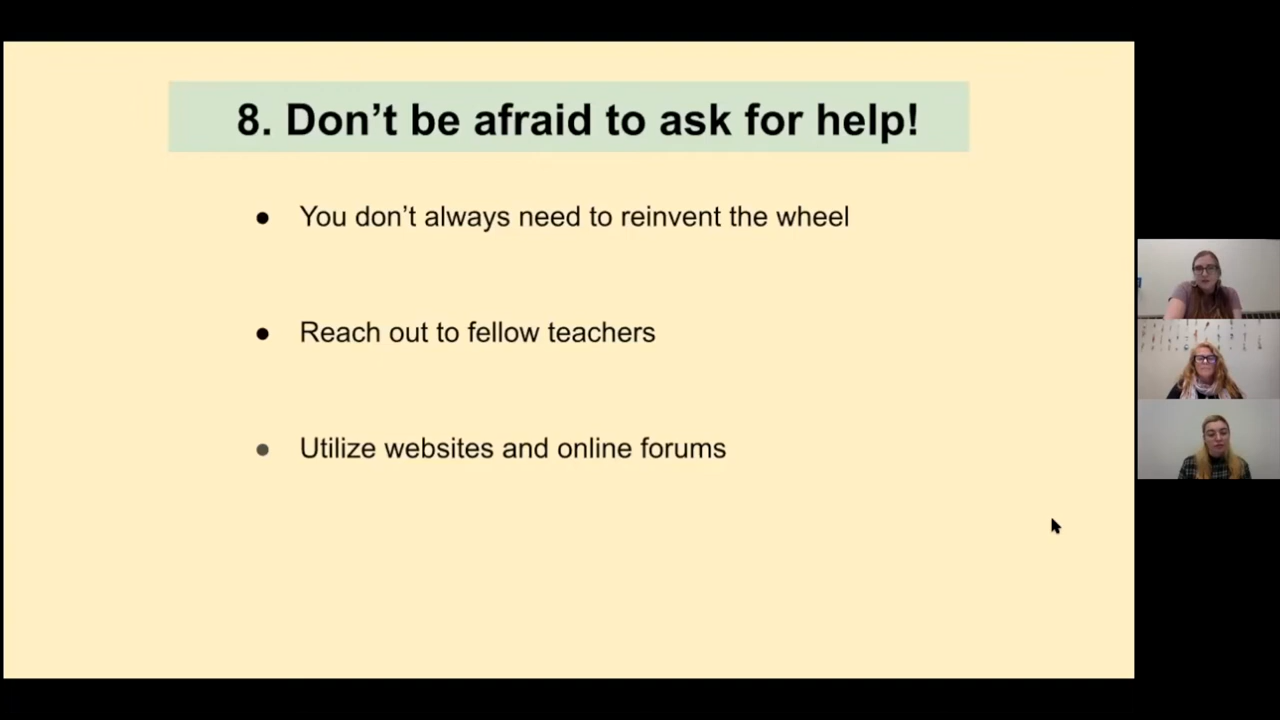 8. Don’t be afraid to ask for help!
● You don’t always need to reinvent the wheel
● Reach out to fellow teachers
● Utilize websites and online forums